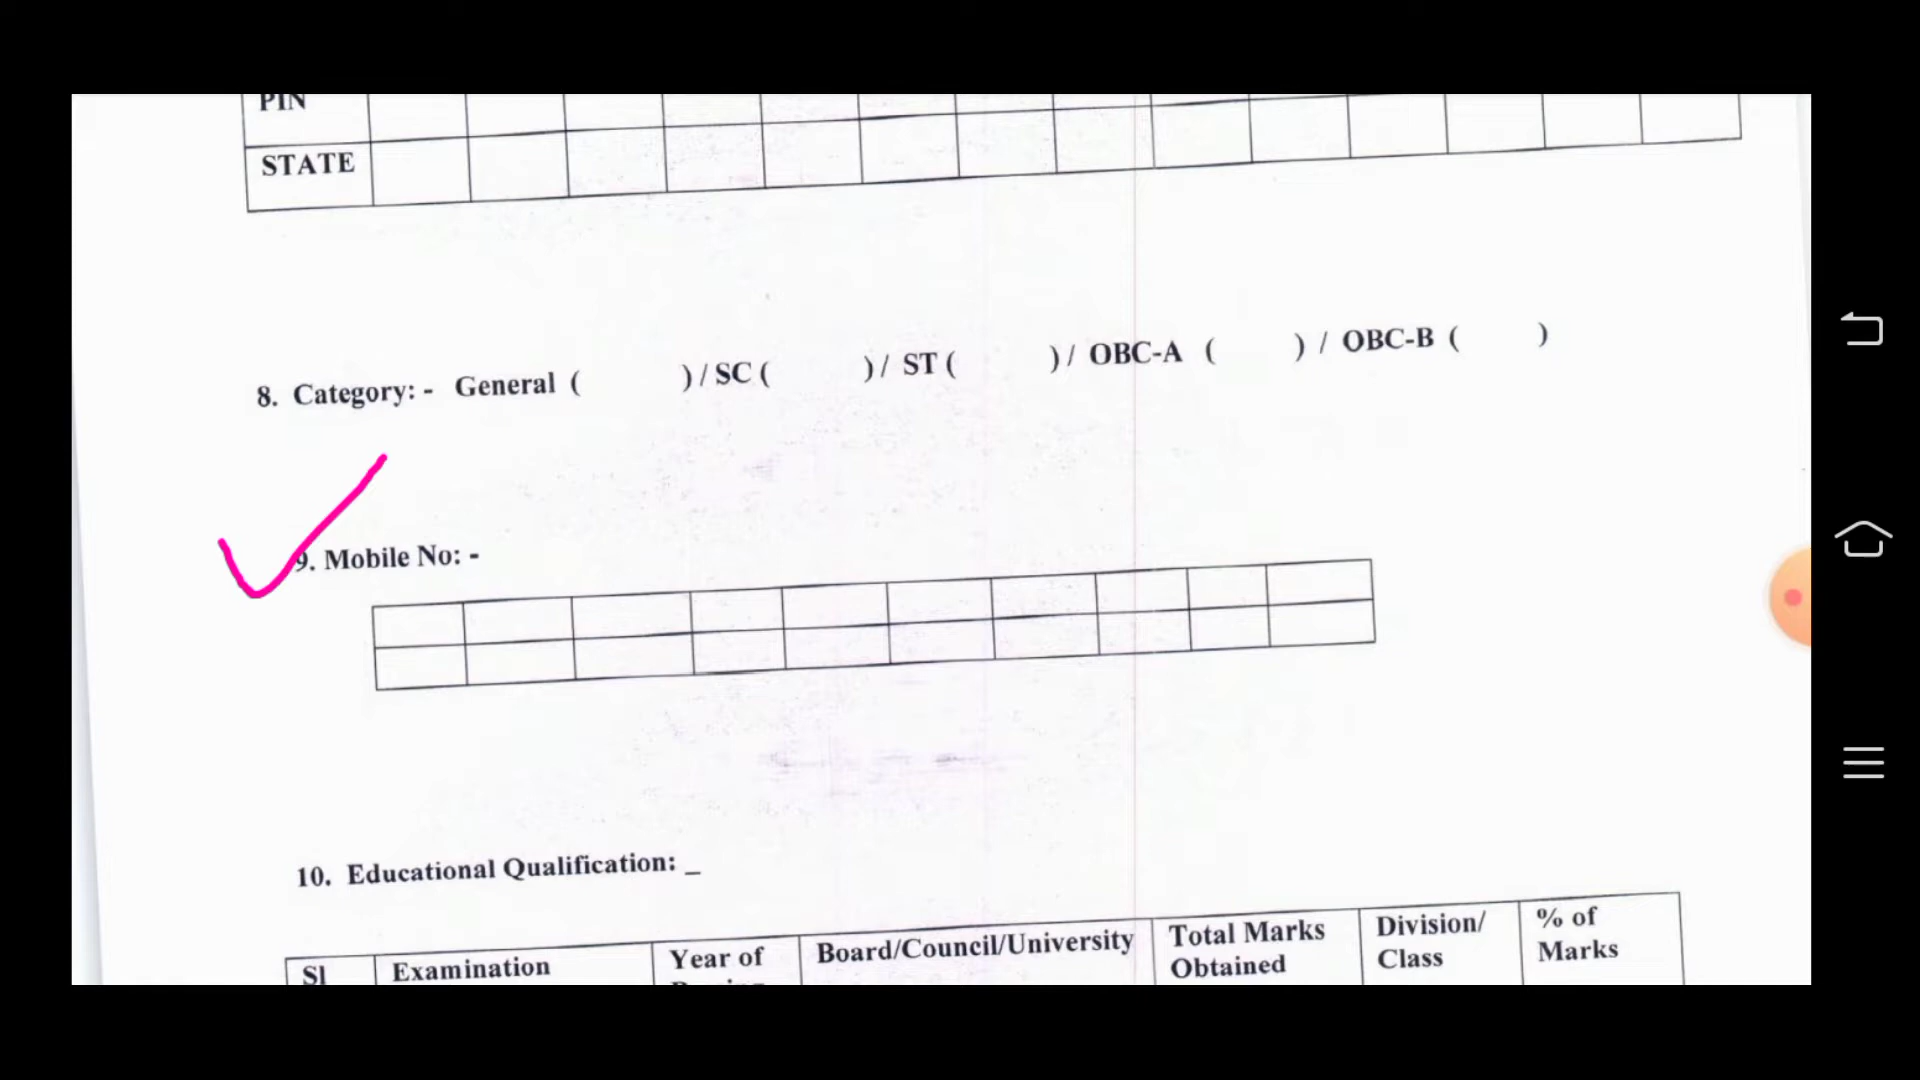 PIN
STATE
8. Category: - General ( ) / SC ( ) / ST ( ) / OBC-A ( ) / OBC-B ( )
9. Mobile No: -
10. Educational Qualification: _
Sl Examination Year of Board/Council/University Total Marks Division/ % of
Obtained Class Marks